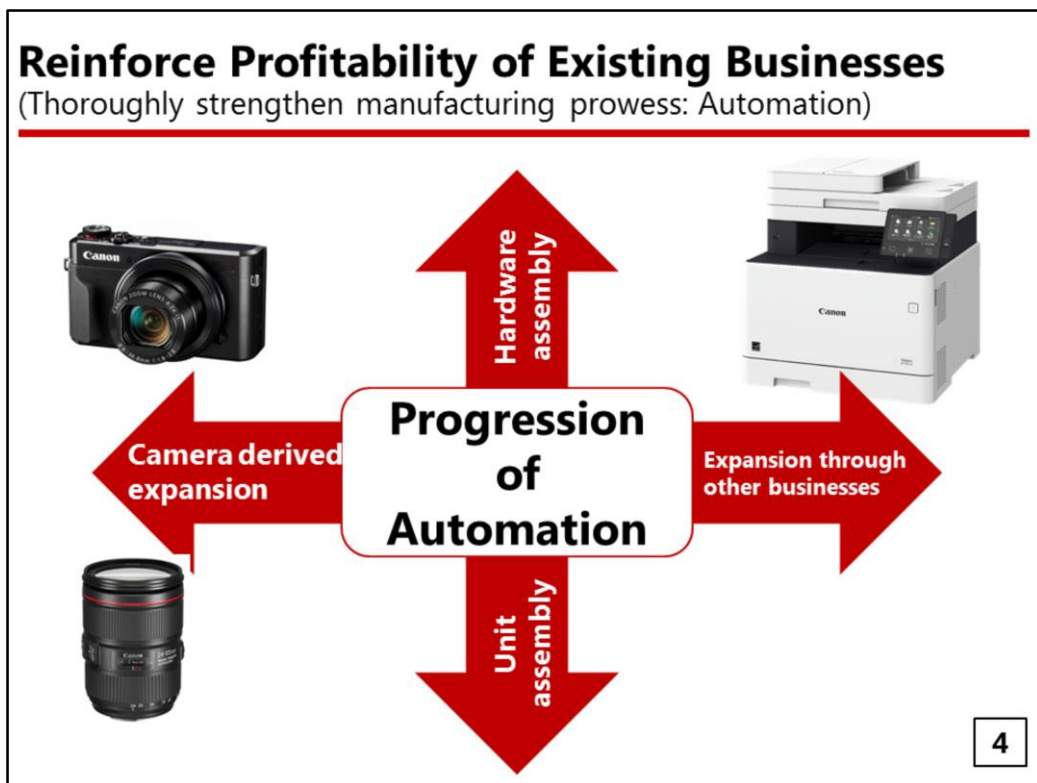 Reinforce Profitability of Existing Businesses
(Thoroughly strengthen manufacturing prowess: Automation)
Hardware
assembly
Canon
Canon
Camera derived
expansion
Progression
of
Automation
Expansion through
other businesses
Unit
assembly
Canon
4